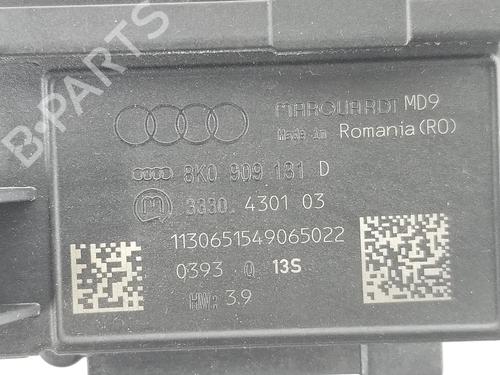 MARQUARDT MD9
Made in Romania (RO)
8K0 909 131 D
M 3330. 4301 03
1130651549065022
0393 Q 13S
HW: 3.9
B-PARTS